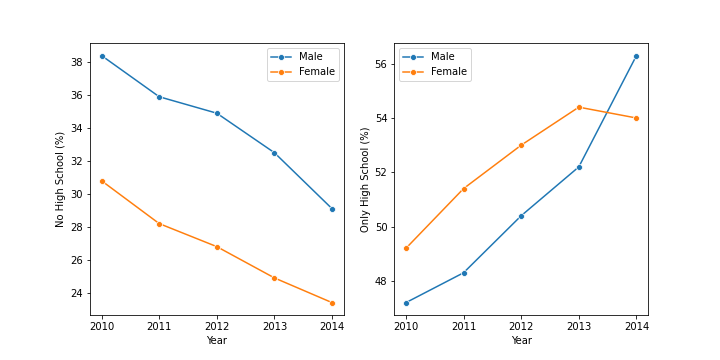 No High School (%)
38
36
34
32
30
28
26
24
2010 2011 2012 2013 2014
Year
Male
Female
Only High School (%)
56
54
52
50
48
2010 2011 2012 2013 2014
Year
Male
Female